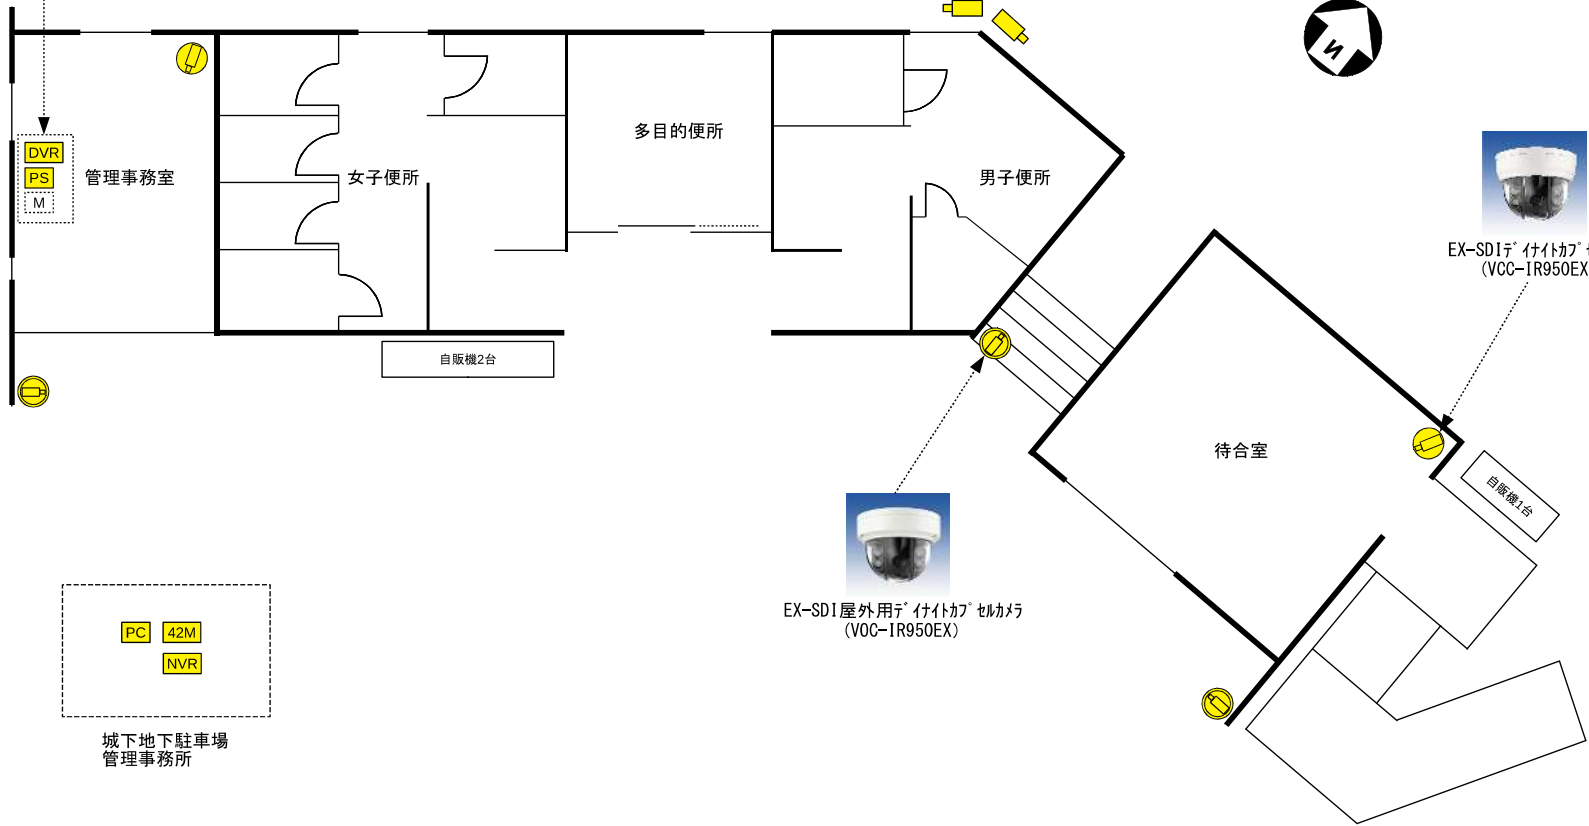 N
DVR
PS
M
管理事務室
女子便所
多目的便所
男子便所
EX-SDIデイナイトカプセ
(VCC-IR950EX
自販機2台
待合室
自販機1台
EX-SDI屋外用デイナイトカプセルカメラ
(VOC-IR950EX)
PC
42M
NVR
城下地下駐車場
管理事務所